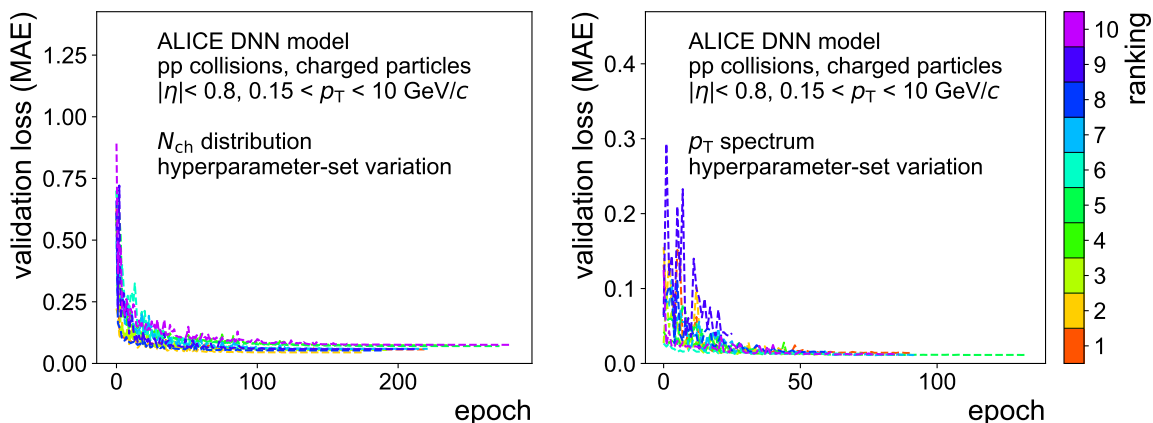 validation loss (MAE)
1.25
1.00
0.75
0.50
0.25
0.00
ALICE DNN model
pp collisions, charged particles
|η|< 0.8, 0.15 < pT < 10 GeV/c
Nch distribution
hyperparameter-set variation
0
100
200
epoch
validation loss (MAE)
0.4
0.3
0.2
0.1
0.0
ALICE DNN model
pp collisions, charged particles
|η|< 0.8, 0.15 < pT < 10 GeV/c
pT spectrum
hyperparameter-set variation
0
50
100
epoch
10
9
8
7
6
5
4
3
2
1
ranking